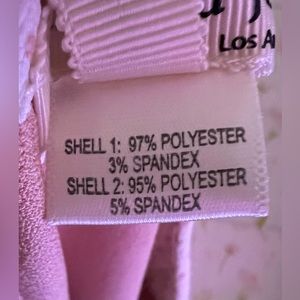 LOS A
SHELL 1: 97% POLYESTER
3% SPANDEX
SHELL 2: 95% POLYESTER
5% SPANDEX